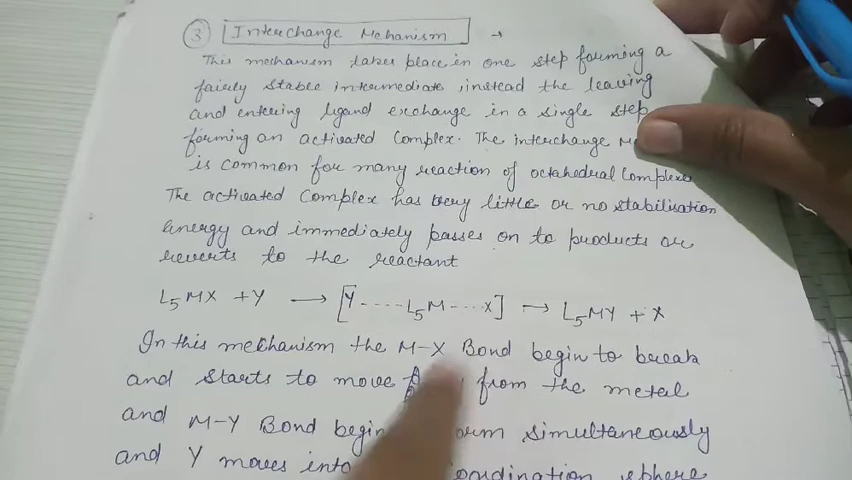 ③ Interchange Mehanism →
This mechanism takes place in one step forming a
fairly stable intermediate instead the leaving
and entering ligand exchange in a single step
forming an activated complex. The interchange
is common for many reaction of octahedral complexes
The activated complex has very little or no stabilisation
energy and immediately passes on to products or
reverts to the reactant
L₅MX + Y → [Y ---- L₅M --- X] → L₅MY + X
In this mechanism the M-X Bond begin to break
and starts to move from the metal
and M-Y Bond begin simultaneously
and Y moves into coordination sphere